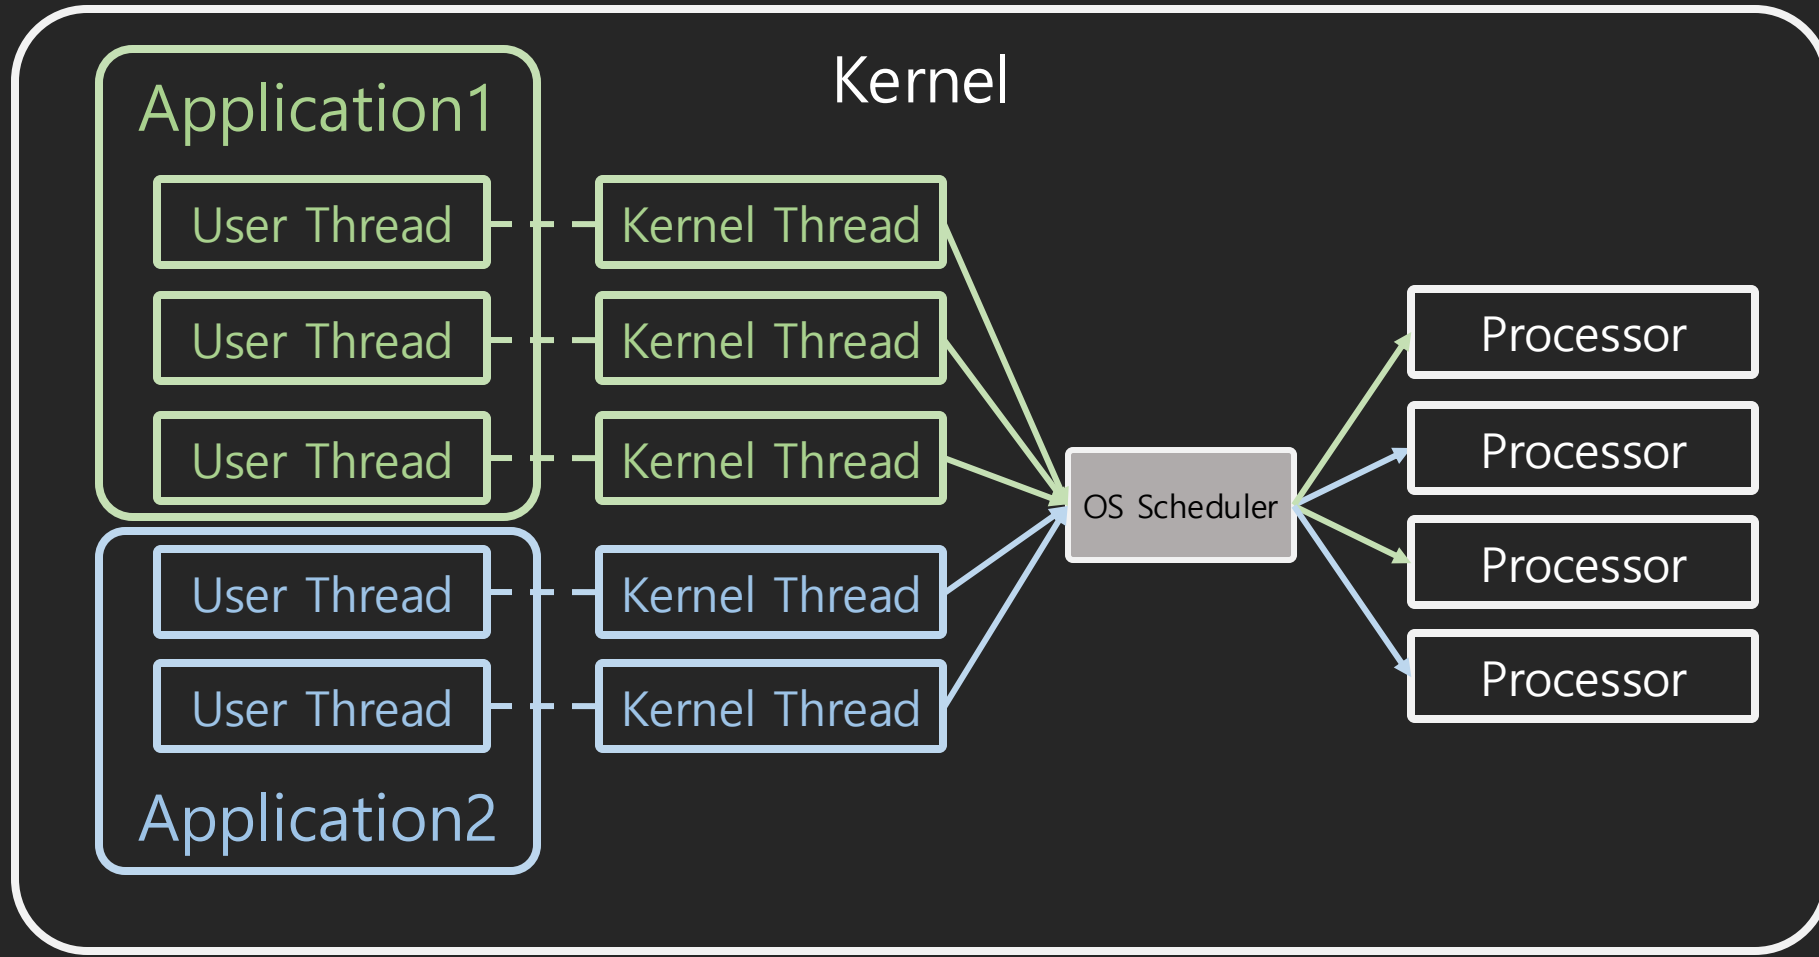 Kernel
Application1
User Thread
Kernel Thread
User Thread
Kernel Thread
User Thread
Kernel Thread
User Thread
Kernel Thread
User Thread
Kernel Thread
Application2
OS Scheduler
Processor
Processor
Processor
Processor